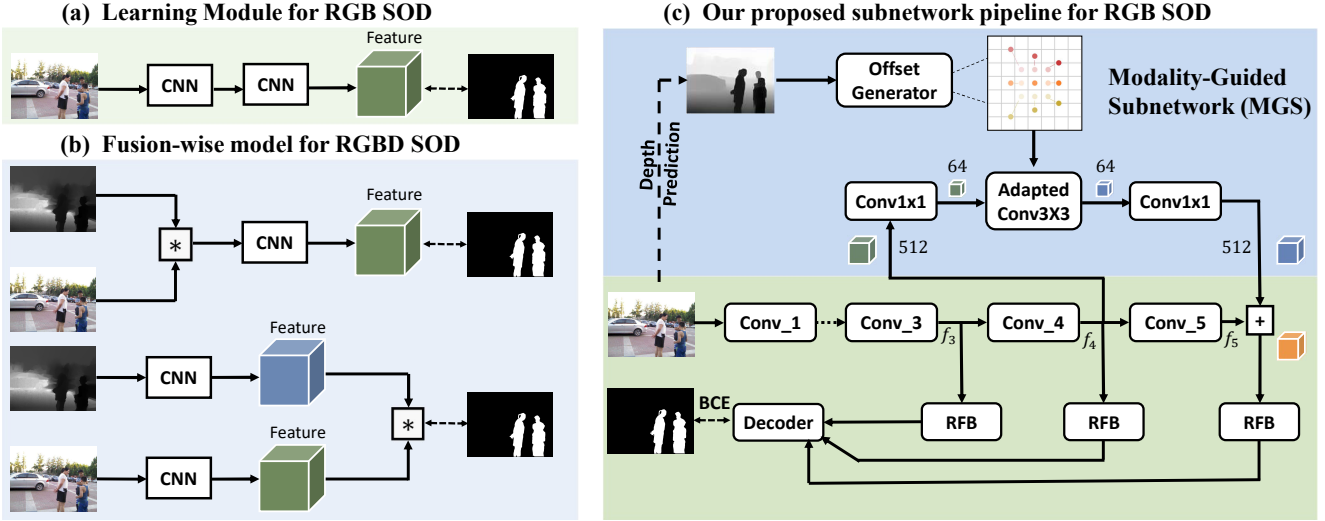 (a) Learning Module for RGB SOD
CNN
CNN
Feature
(b) Fusion-wise model for RGBD SOD
*
CNN
Feature
CNN
Feature
*
CNN
Feature
(c) Our proposed subnetwork pipeline for RGB SOD
Depth
Prediction
Offset
Generator
Modality-Guided
Subnetwork (MGS)
Conv1x1
64
Adapted
Conv3X3
64
Conv1x1
512
512
Conv_1
Conv_3
f3
Conv_4
f4
Conv_5
f5
+
BCE
Decoder
RFB
RFB
RFB